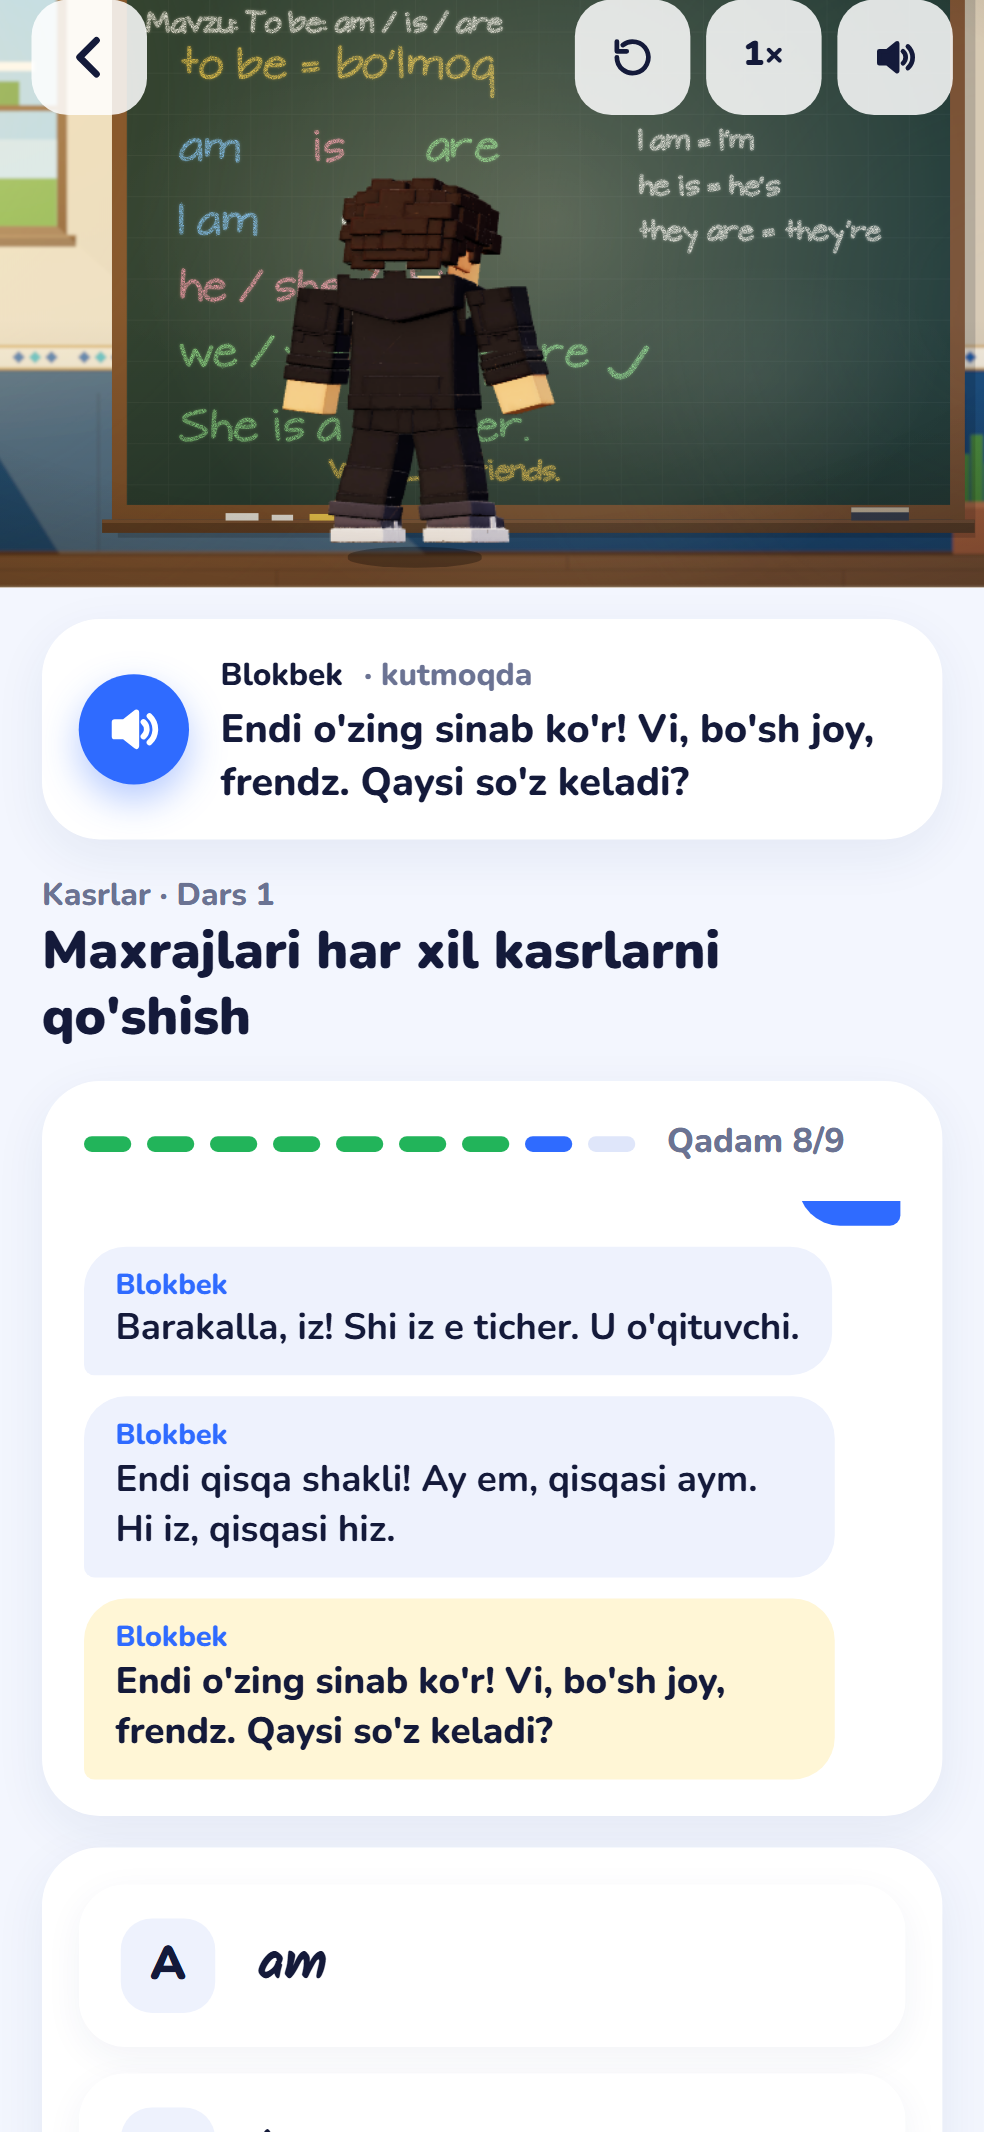 Mavzu: To be: am / is / are
to be = bo'lmoq
1×
am is are
I am = I'm
he is = he's
they are = they're
I am
he / she /
we /
She is a
Blokbek · kutmoqda
Endi o'zing sinab ko'r! Vi, bo'sh joy,
frendz. Qaysi so'z keladi?
Kasrlar · Dars 1
Maxrajlari har xil kasrlarni
qo'shish
Qadam 8/9
Blokbek
Barakalla, iz! Shi iz e ticher. U o'qituvchi.
Blokbek
Endi qisqa shakli! Ay em, qisqasi aym.
Hi iz, qisqasi hiz.
Blokbek
Endi o'zing sinab ko'r! Vi, bo'sh joy,
frendz. Qaysi so'z keladi?
A am